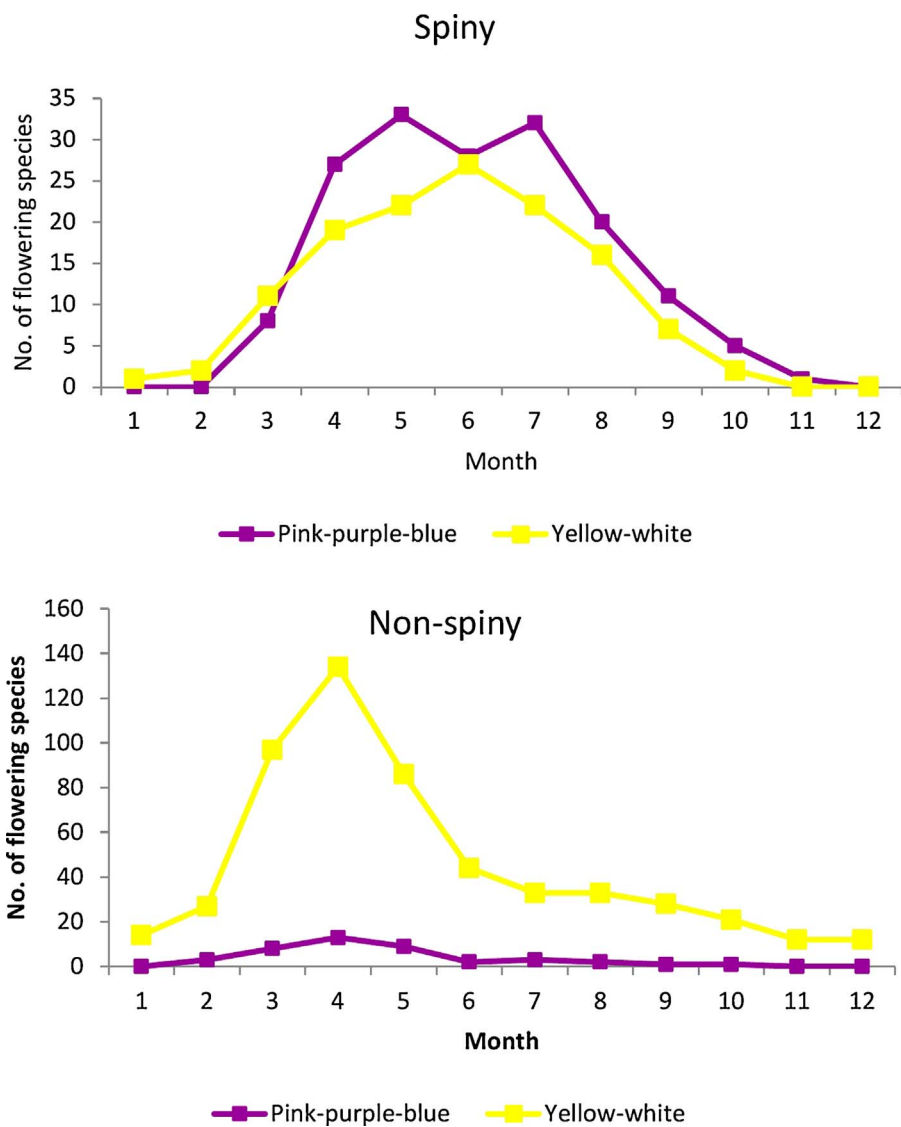 Spiny
No. of flowering species
35
30
25
20
15
10
5
0
1 2 3 4 5 6 7 8 9 10 11 12
Month
Pink-purple-blue Yellow-white
Non-spiny
No. of flowering species
160
140
120
100
80
60
40
20
0
1 2 3 4 5 6 7 8 9 10 11 12
Month
Pink-purple-blue Yellow-white